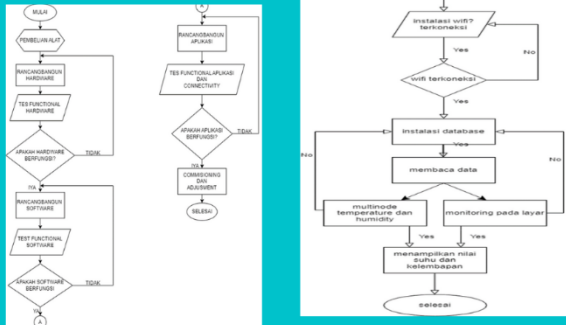 MULAI
PEMBELIAN ALAT
RANCANGBANGUN
HARDWARE
TES FUNCTIONAL
HARDWARE
APAKAH HARDWARE
BERFUNGSI?
TIDAK
IYA
RANCANGBANGUN
SOFTWARE
TEST FUNCTIONAL
SOFTWARE
APAKAH SOFTWARE
BERFUNGSI
TIDAK
YA
A
A
RANCANGBANGUN
APLIKASI
TES FUNCTIONAL APLIKASI
DAN
CONNECTIVITY
APAKAH APLIKASI
BERFUNGSI?
TIDAK
IYA
COMMISIONING
DAN
ADJUSMENT
SELESAI
instalasi wifi?
terkoneksi
Yes
No
wifi terkoneksi
Yes
instalasi database
Yes
No
No
membaca data
multinode
temperature dan
humidity
monitoring pada layar
Yes
Yes
menampilkan nilai
suhu dan
kelembapan
selesai